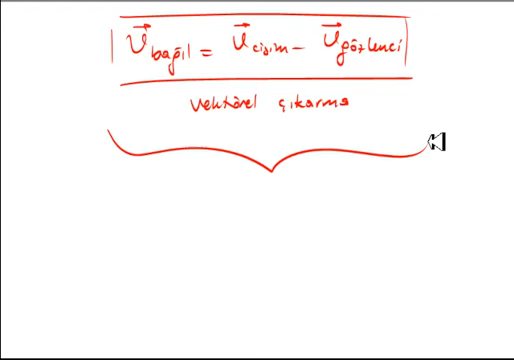 v⃗bağıl = v⃗cisim − v⃗gözlenci
vektörel çıkarma